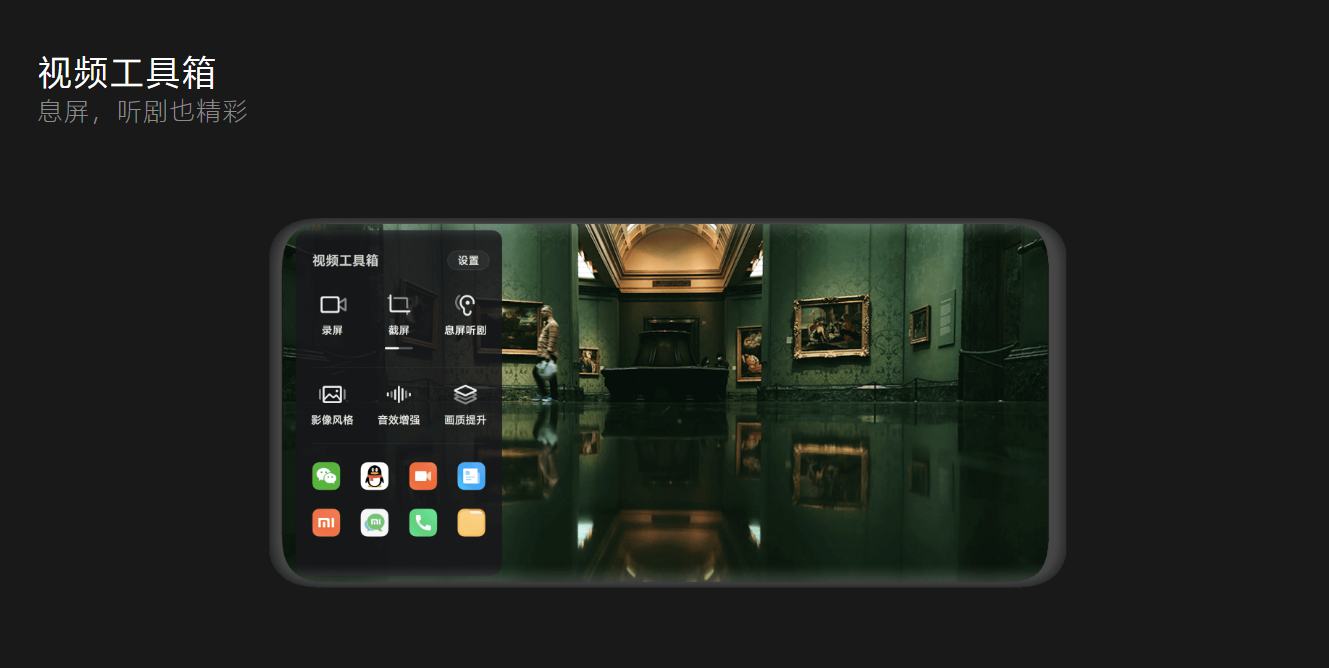 视频工具箱
息屏，听剧也精彩
视频工具箱 设置
录屏 截屏 息屏听剧
影像风格 音效增强 画质提升
mi
mi